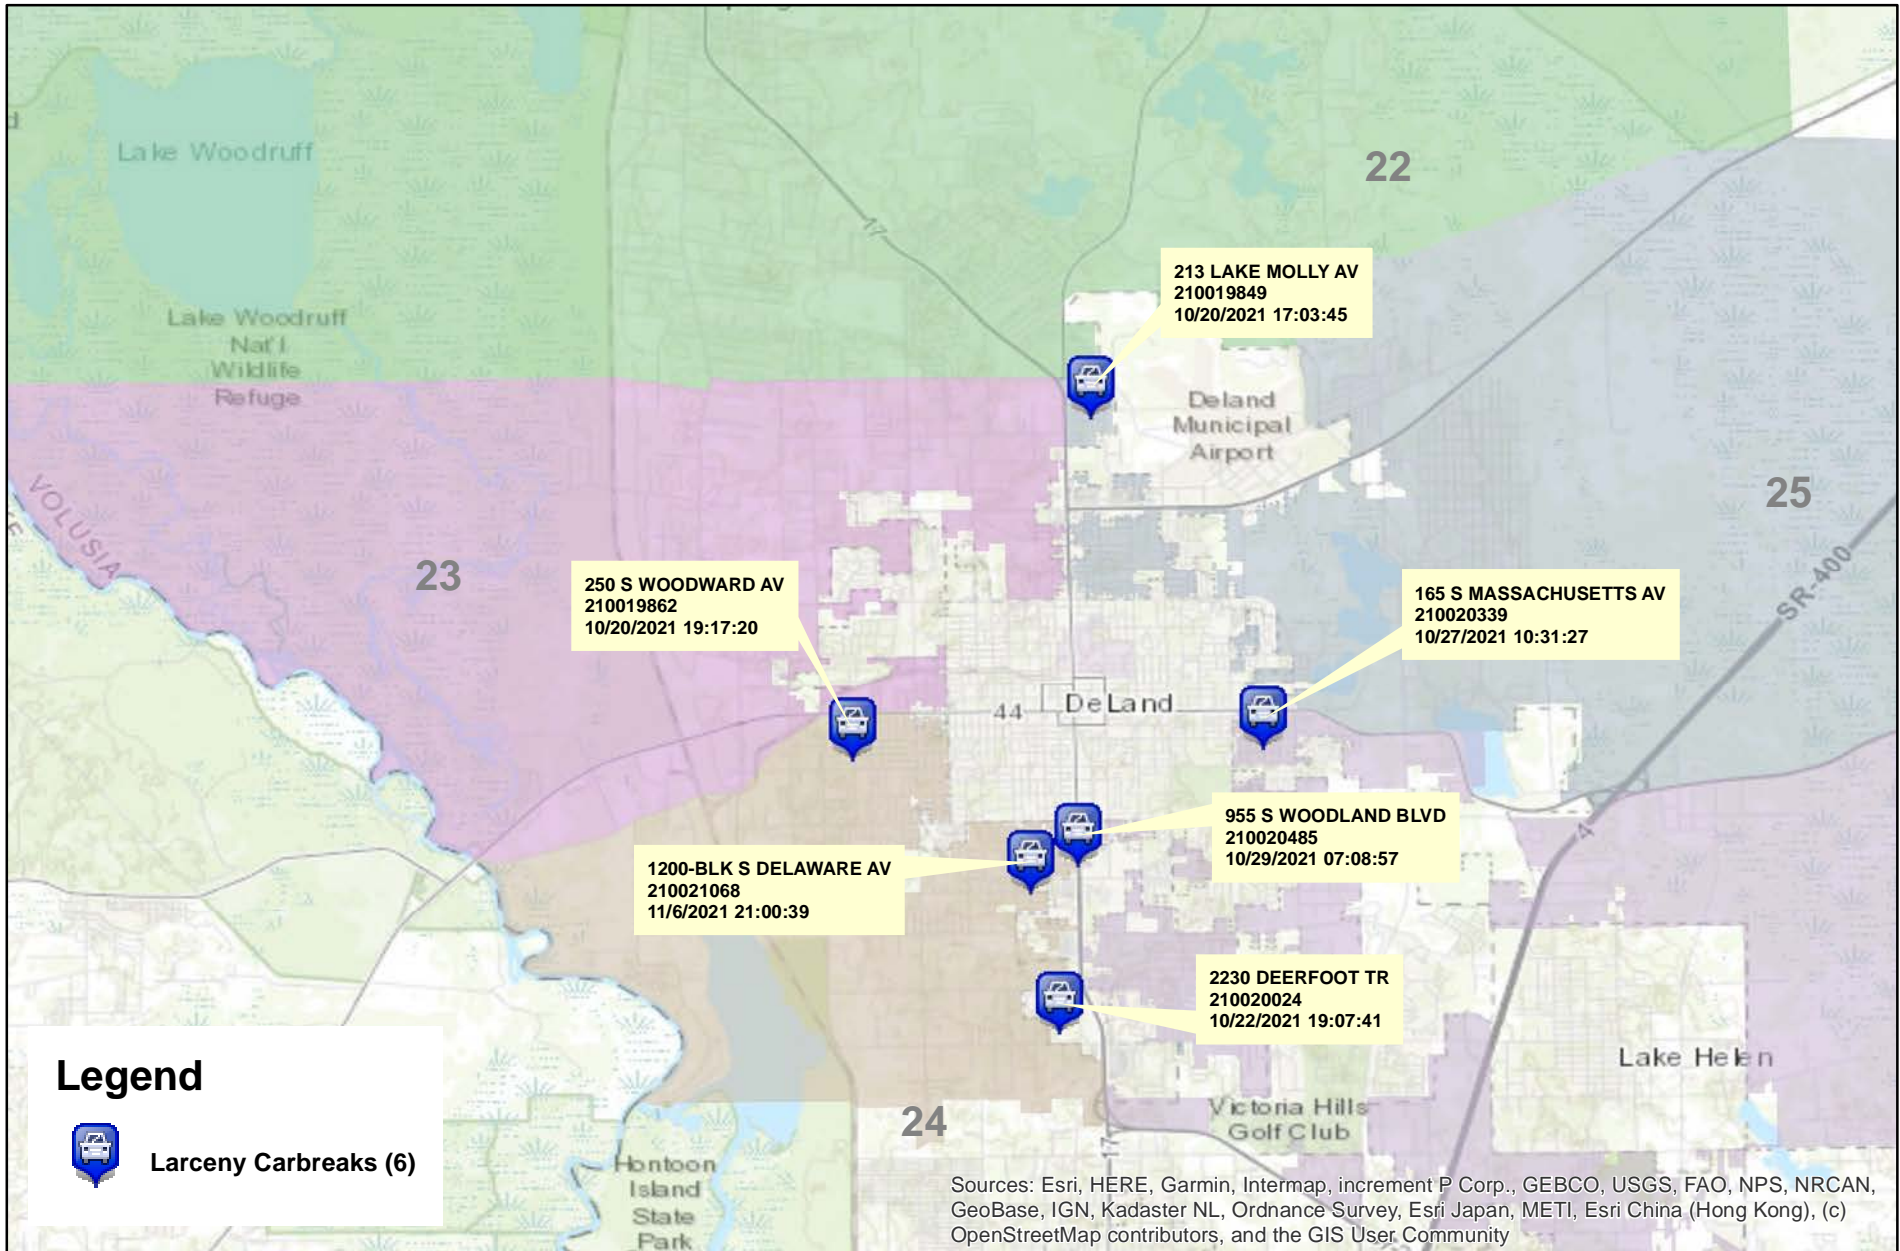 Lake Woodruff
22
17
213 LAKE MOLLY AV
210019849
10/20/2021 17:03:45
Lake Woodruff
Nat'l
Wildlife
Refuge
Deland
Municipal
Airport
VOLUSIA
25
23
SR-400
250 S WOODWARD AV
210019862
10/20/2021 19:17:20
165 S MASSACHUSETTS AV
210020339
10/27/2021 10:31:27
44
DeLand
955 S WOODLAND BLVD
210020485
10/29/2021 07:08:57
4
1200-BLK S DELAWARE AV
210021068
11/6/2021 21:00:39
2230 DEERFOOT TR
210020024
10/22/2021 19:07:41
Lake Helen
Legend
Larceny Carbreaks (6)
24
Victoria Hills
Golf Club
17
Hontoon
Island
State
Park
Sources: Esri, HERE, Garmin, Intermap, increment P Corp., GEBCO, USGS, FAO, NPS, NRCAN,
GeoBase, IGN, Kadaster NL, Ordnance Survey, Esri Japan, METI, Esri China (Hong Kong), (c)
OpenStreetMap contributors, and the GIS User Community